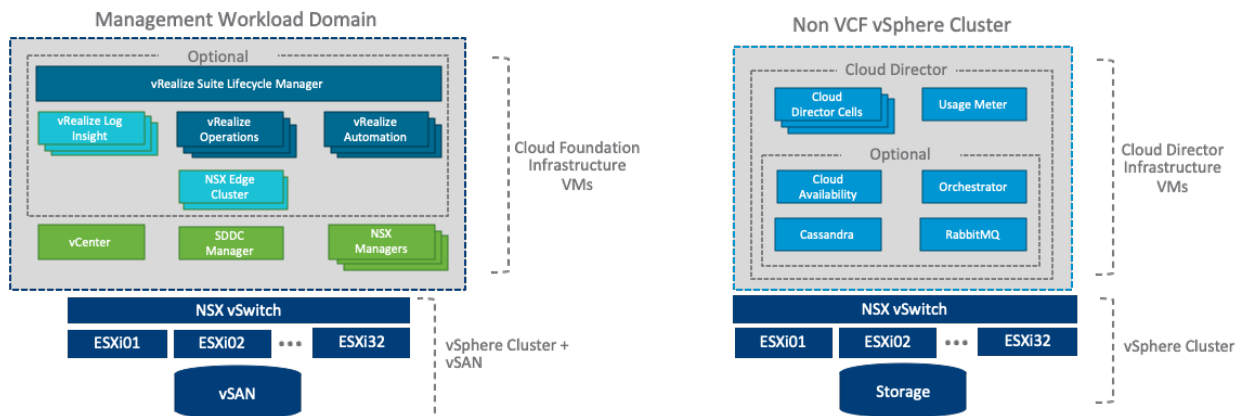 Management Workload Domain
Optional
vRealize Suite Lifecycle Manager
vRealize Log
Insight
vRealize
Operations
vRealize
Automation
NSX Edge
Cluster
vCenter
SDDC
Manager
NSX
Managers
Cloud Foundation
Infrastructure
VMs
NSX vSwitch
ESXi01
ESXi02
•••
ESXi32
vSAN
vSphere Cluster +
vSAN
Non VCF vSphere Cluster
Cloud Director
Cloud
Director Cells
Usage Meter
Optional
Cloud
Availability
Orchestrator
Cassandra
RabbitMQ
Cloud Director
Infrastructure
VMs
NSX vSwitch
ESXi01
ESXi02
•••
ESXi32
Storage
vSphere Cluster